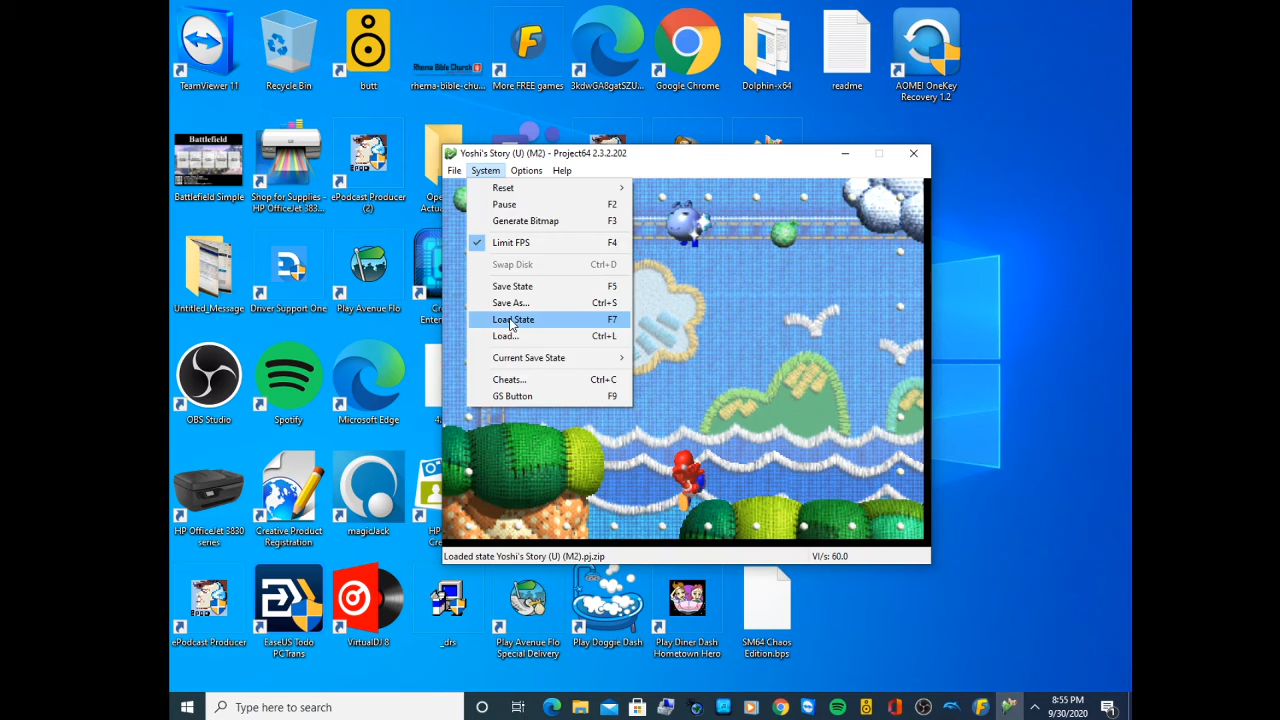 TeamViewer 11
Recycle Bin
butt
rhema-bible-chu...
More FREE games
3kdwGA8gatSZU...
Google Chrome
Dolphin-x64
readme
AOMEI OneKey
Recovery 1.2
Battlefield
Battlefield Simple
Shop for Supplies -
HP OfficeJet 383...
ePodcast Producer
(2)
Untitled_Message
Driver Support One
Play Avenue Flo
OBS Studio
Spotify
Microsoft Edge
HP OfficeJet 3830
series
Creative Product
Registration
magicJack
ePodcast Producer
EaseUS Todo
PCTrans
VirtualDJ 8
_drs
Play Avenue Flo
Special Delivery
Play Doggie Dash
Play Diner Dash
Hometown Hero
SM64 Chaos
Edition.bps
Yoshi's Story (U) (M2) - Project64 2.3.2.202
File System Options Help
Reset
Pause F2
Generate Bitmap F3
Limit FPS F4
Swap Disk Ctrl+D
Save State F5
Save As... Ctrl+S
Load State F7
Load... Ctrl+L
Current Save State
Cheats... Ctrl+C
GS Button F9
Loaded state Yoshi's Story (U) (M2).pj.zip
VI/s: 60.0
Type here to search
8:55 PM
9/30/2020
1